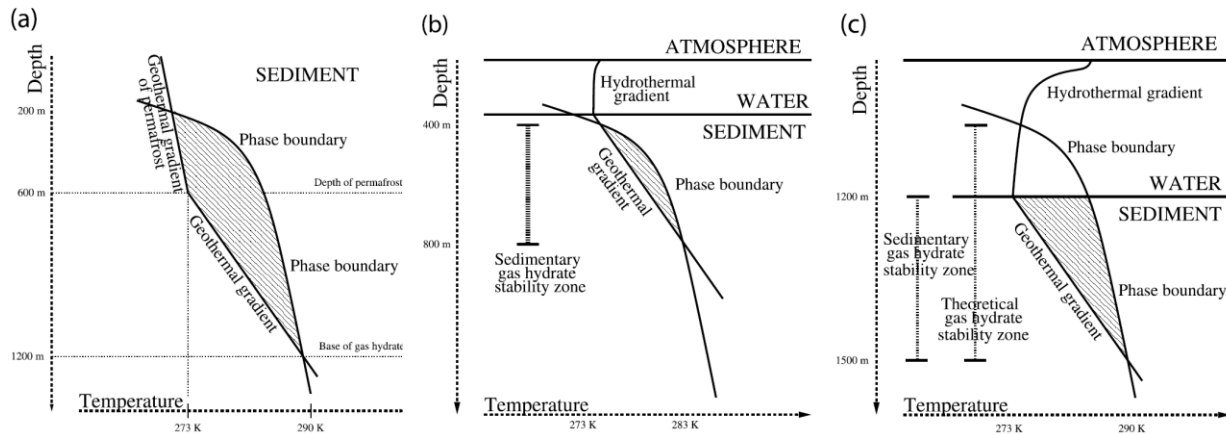 (a)
Depth
Geothermal gradient
of permafrost
SEDIMENT
200 m
Phase boundary
Depth of permafrost
600 m
Geothermal gradient
Phase boundary
Base of gas hydrate
1200 m
Temperature
273 K
290 K
(b)
Depth
ATMOSPHERE
Hydrothermal
gradient
WATER
SEDIMENT
400 m
Geothermal
gradient
Phase boundary
800 m
Sedimentary
gas hydrate
stability zone
Temperature
273 K
283 K
(c)
Depth
ATMOSPHERE
Hydrothermal gradient
Phase boundary
WATER
1200 m
SEDIMENT
Sedimentary
gas hydrate
stability zone
Geothermal gradient
Phase boundary
Theoretical
gas hydrate
stability zone
1500 m
Temperature
273 K
290 K